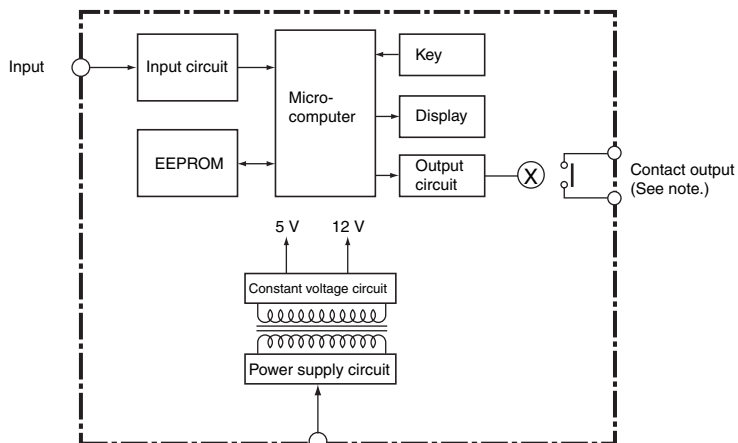 Input
Input circuit
Micro-
computer
Key
Display
EEPROM
Output
circuit
X
Contact output
(See note.)
5 V
12 V
Constant voltage circuit
Power supply circuit